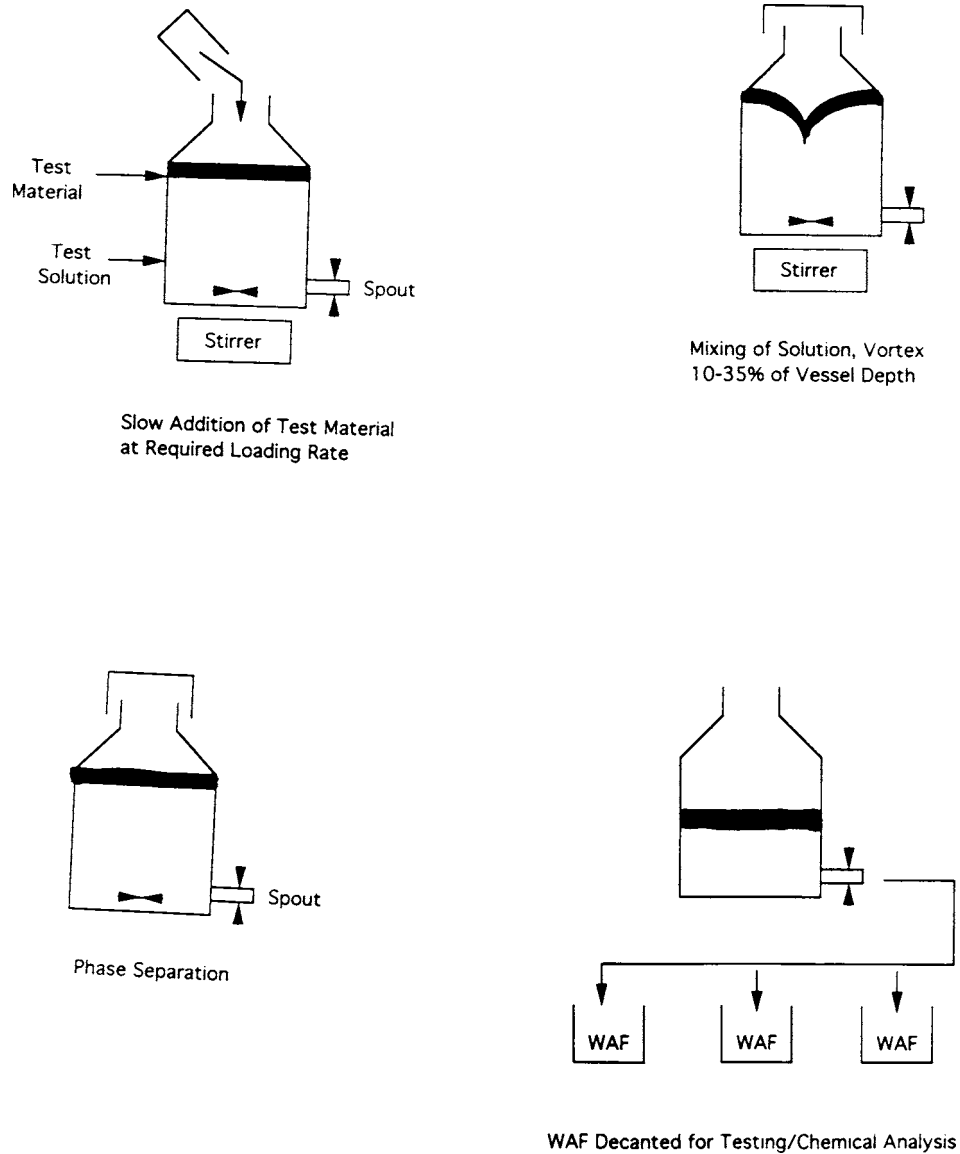 Test
Material
Test
Solution
Spout
Stirrer
Slow Addition of Test Material
at Required Loading Rate
Stirrer
Mixing of Solution, Vortex
10-35% of Vessel Depth
Spout
Phase Separation
WAF
WAF
WAF
WAF Decanted for Testing/Chemical Analysis